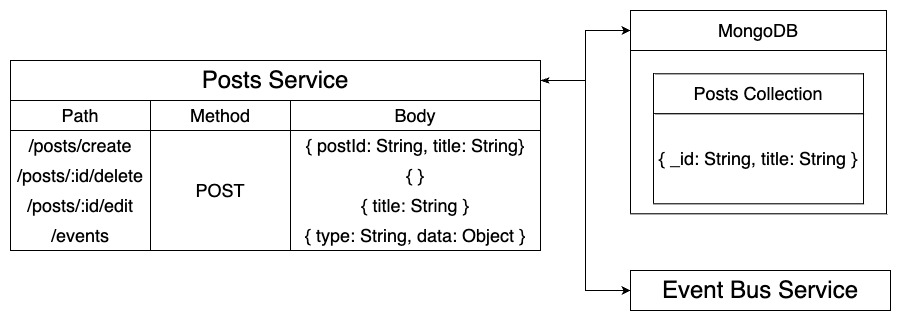 Posts Service
Path Method Body
/posts/create { postId: String, title: String}
/posts/:id/delete { }
POST
/posts/:id/edit { title: String }
/events { type: String, data: Object }
MongoDB
Posts Collection
{ _id: String, title: String }
Event Bus Service